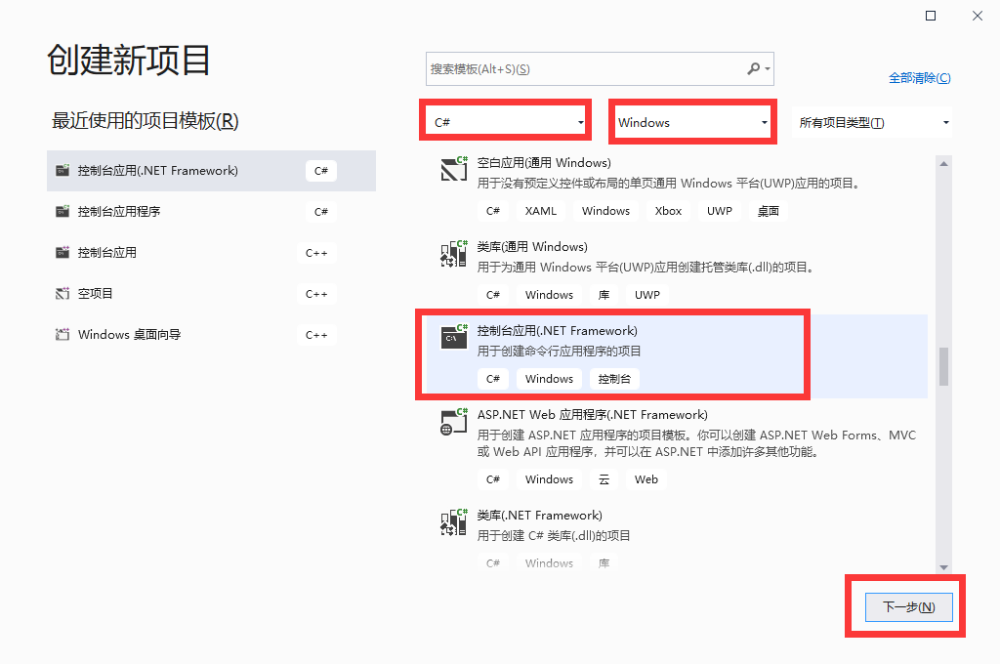 创建新项目
最近使用的项目模板(R)
控制台应用(.NET Framework) C#
控制台应用程序 C#
控制台应用 C++
空项目 C++
Windows 桌面向导 C++
搜索模板(Alt+S)(S)
全部清除(C)
C# Windows 所有项目类型(T)
空白应用(通用 Windows)
用于没有预定义控件或布局的单页通用 Windows 平台(UWP)应用的项目。
C# XAML Windows Xbox UWP 桌面
类库(通用 Windows)
用于为通用 Windows 平台(UWP)应用创建托管类库(.dll)的项目。
C# Windows 库 UWP
控制台应用(.NET Framework)
用于创建命令行应用程序的项目
C# Windows 控制台
ASP.NET Web 应用程序(.NET Framework)
用于创建 ASP.NET 应用程序的项目模板。你可以创建 ASP.NET Web Forms、MVC
或 Web API 应用程序，并可以在 ASP.NET 中添加许多其他功能。
C# Windows 云 Web
类库(.NET Framework)
用于创建 C# 类库(.dll)的项目
C# Windows 库
下一步(N)